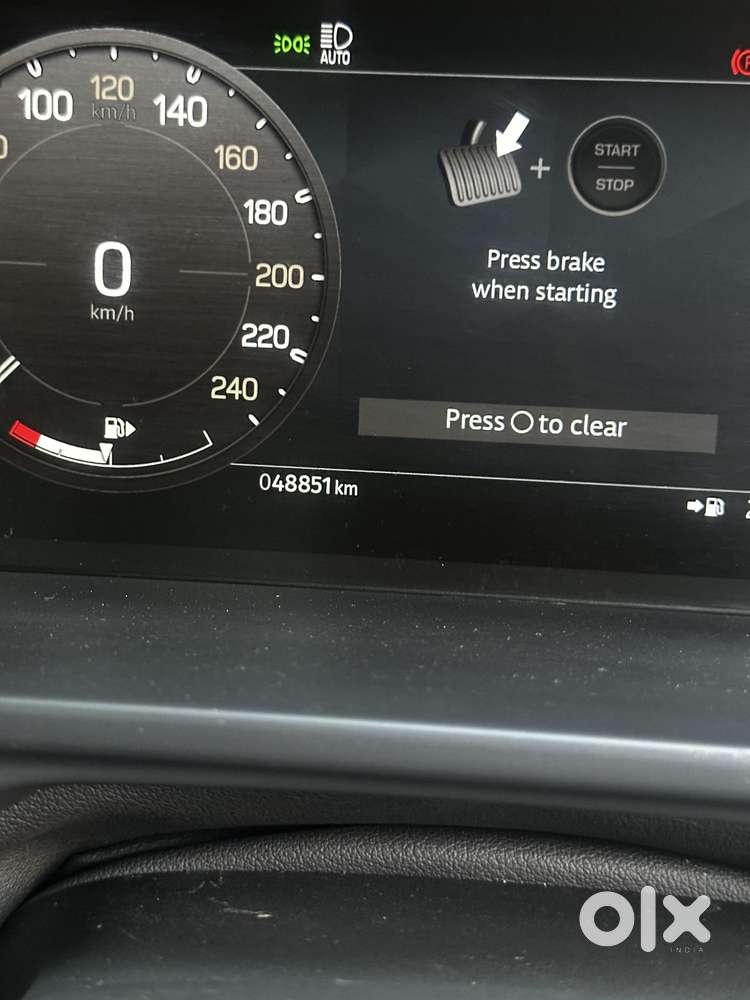 AUTO
100
120
km/h
140
160
180
200
220
240
0
km/h
START
STOP
Press brake
when starting
Press to clear
048851 km
olx
INDIA